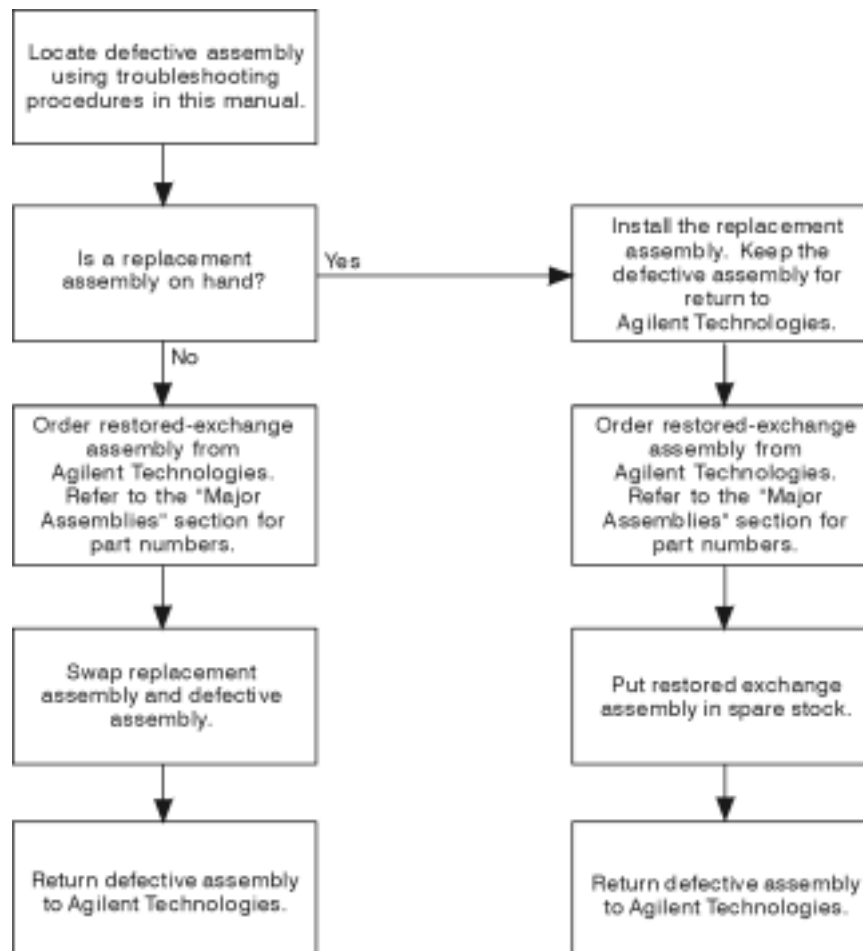 Locate defective assembly
using troubleshooting
procedures in this manual.
Is a replacement
assembly on hand?
Yes
Install the replacement
assembly. Keep the
defective assembly for
return to
Agilent Technologies.
No
Order restored-exchange
assembly from
Agilent Technologies.
Refer to the "Major
Assemblies" section for
part numbers.
Order restored-exchange
assembly from
Agilent Technologies.
Refer to the "Major
Assemblies" section for
part numbers.
Swap replacement
assembly and defective
assembly.
Put restored exchange
assembly in spare stock.
Return defective assembly
to Agilent Technologies.
Return defective assembly
to Agilent Technologies.